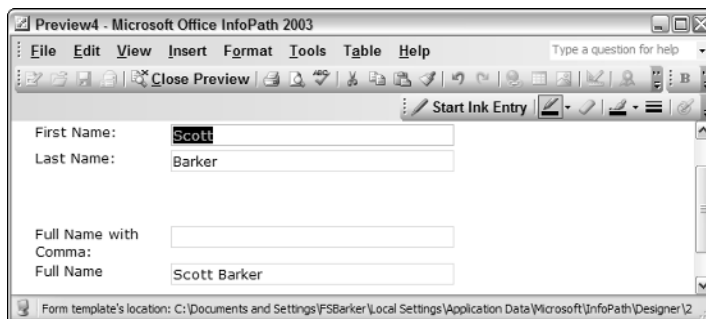 Preview4 - Microsoft Office InfoPath 2003
File Edit View Insert Format Tools Table Help Type a question for help
Close Preview ABC B
Start Ink Entry
First Name: Scott
Last Name: Barker
Full Name with
Comma:
Full Name Scott Barker
Form template's location: C:\Documents and Settings\FSBarker\Local Settings\Application Data\Microsoft\InfoPath\Designer\2